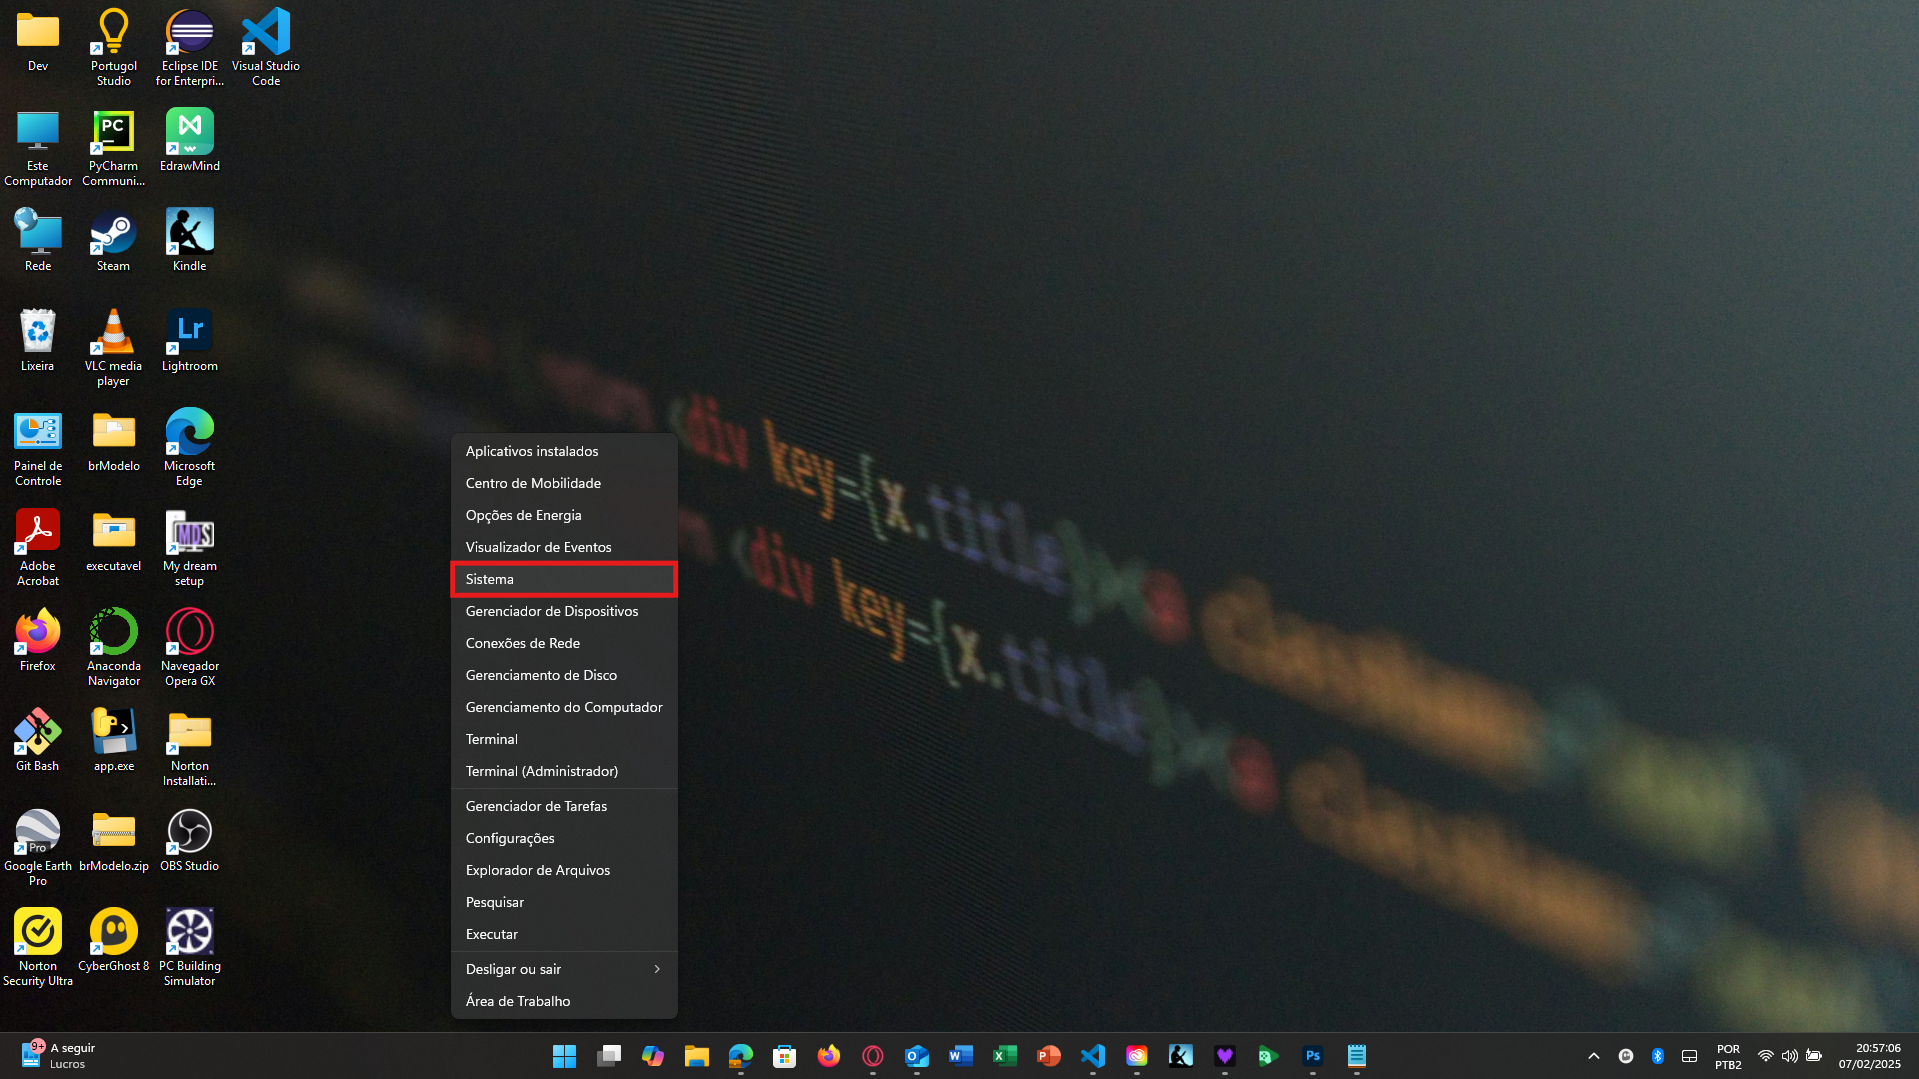 Dev
Portugol
Studio
Eclipse IDE
for Enterpri...
Visual Studio
Code
Este
Computador
PC
PyCharm
Communi...
EdrawMind
Rede
Steam
Kindle
Lixeira
VLC media
player
Lr
Lightroom
Painel de
Controle
brModelo
Microsoft
Edge
Adobe
Acrobat
executavel
MDS
My dream
setup
Firefox
Anaconda
Navigator
Navegador
Opera GX
Git Bash
app.exe
Norton
Installati...
Pro
Google Earth
Pro
brModelo.zip
OBS Studio
Norton
Security Ultra
CyberGhost 8
PC Building
Simulator
Aplicativos instalados
Centro de Mobilidade
Opções de Energia
Visualizador de Eventos
Sistema
Gerenciador de Dispositivos
Conexões de Rede
Gerenciamento de Disco
Gerenciamento do Computador
Terminal
Terminal (Administrador)
Gerenciador de Tarefas
Configurações
Explorador de Arquivos
Pesquisar
Executar
Desligar ou sair
Área de Trabalho
<div key={x.title}>
<div key={x.title}>
9+
A seguir
Lucros
Ps
POR
PTB2
20:57:06
07/02/2025